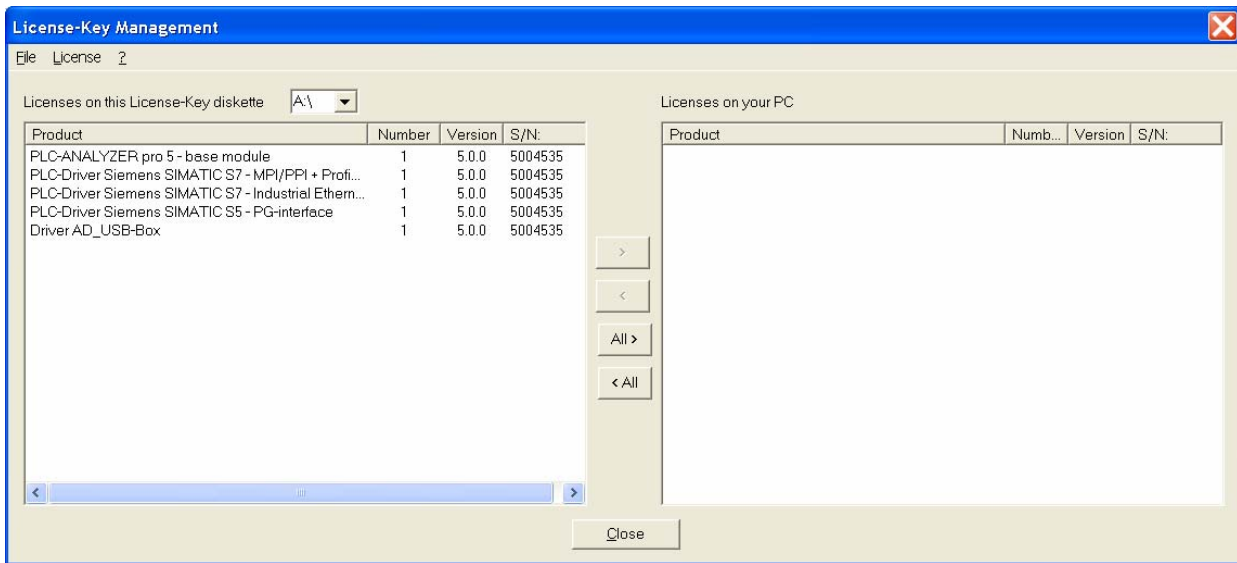 License-Key Management
File License ?
Licenses on this License-Key diskette A:\
Product Number Version S/N:
PLC-ANALYZER pro 5 - base module 1 5.0.0 5004535
PLC-Driver Siemens SIMATIC S7 - MPI/PPI + Profi... 1 5.0.0 5004535
PLC-Driver Siemens SIMATIC S7 - Industrial Ethern... 1 5.0.0 5004535
PLC-Driver Siemens SIMATIC S5 - PG-interface 1 5.0.0 5004535
Driver AD_USB-Box 1 5.0.0 5004535
>
<
All >
< All
Licenses on your PC
Product Numb... Version S/N:
Close